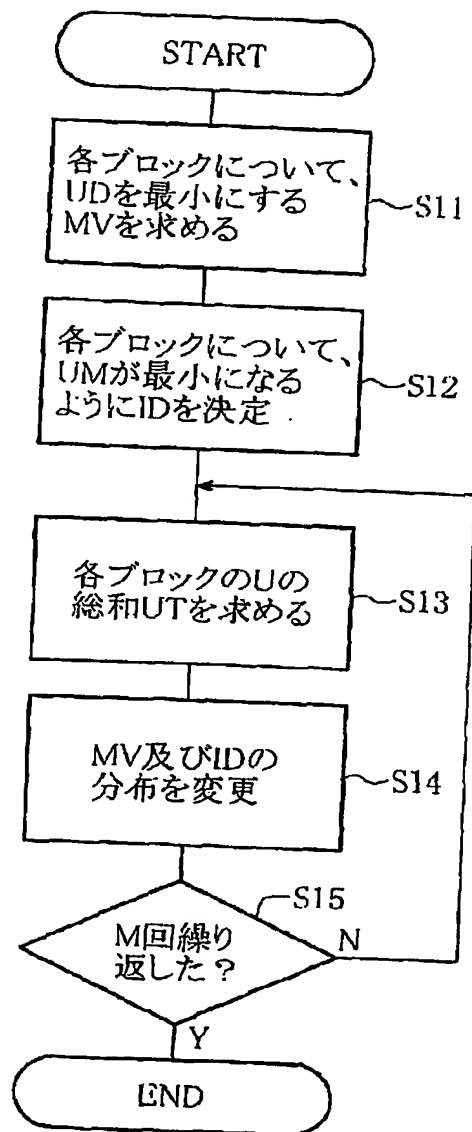 START
各ブロックについて、
UDを最小にする
MVを求める
S11
各ブロックについて、
UMが最小になる
ようにIDを決定
S12
各ブロックのUの
総和UTを求める
S13
MV及びIDの
分布を変更
S14
S15
M回繰り
返した？
N
Y
END